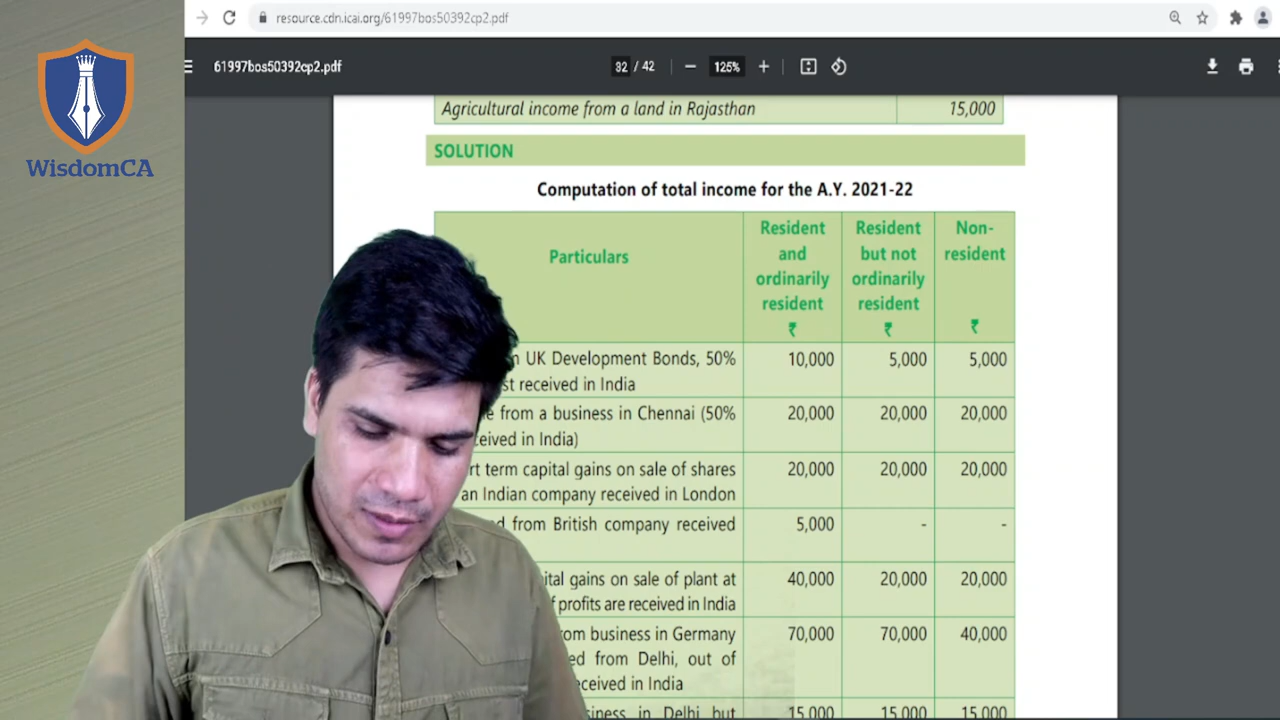 resource.cdn.icai.org/61997bos50392cp2.pdf
61997bos50392cp2.pdf
32 / 42
125%
WisdomCA
Agricultural income from a land in Rajasthan 15,000
SOLUTION
Computation of total income for the A.Y. 2021-22
Particulars
Resident and ordinarily resident ₹
Resident but not ordinarily resident ₹
Non-resident ₹
UK Development Bonds, 50% 10,000 5,000 5,000
received in India
from a business in Chennai (50% 20,000 20,000 20,000
in India)
term capital gains on sale of shares 20,000 20,000 20,000
an Indian company received in London
from British company received 5,000 - -
gains on sale of plant at 40,000 20,000 20,000
profits are received in India
business in Germany 70,000 70,000 40,000
from Delhi, out of
in India
in Delhi but 15,000 15,000 15,000